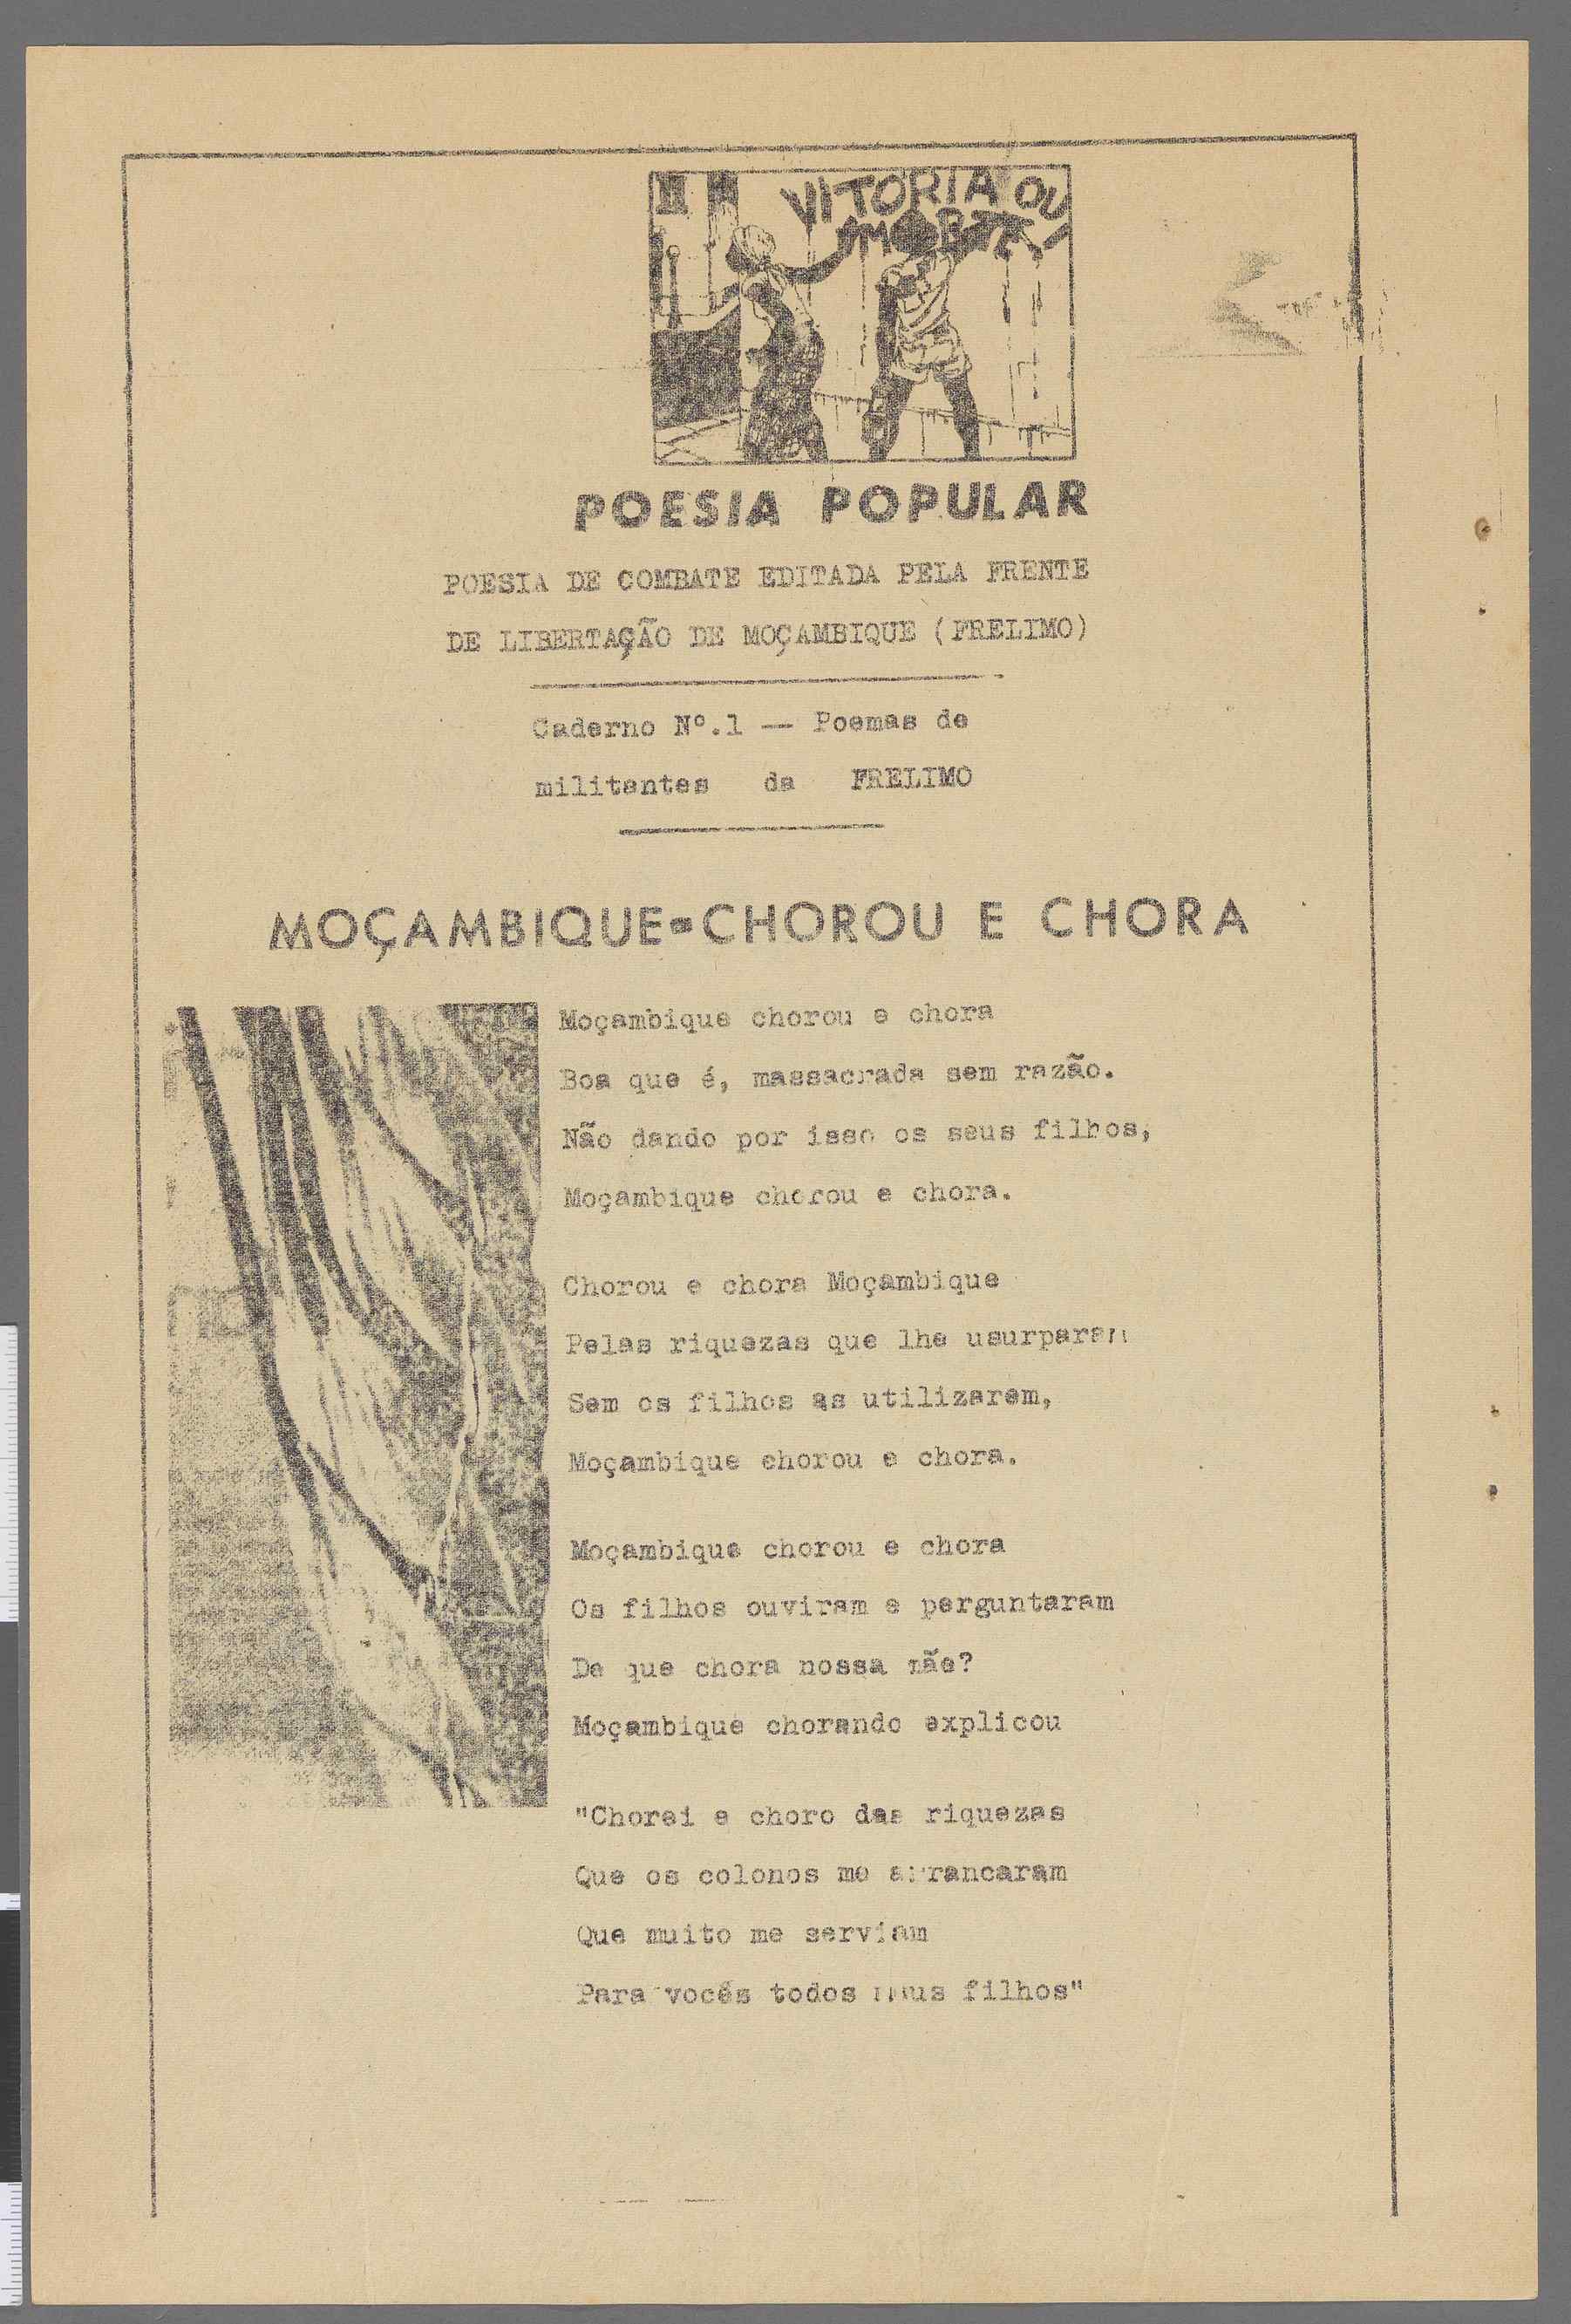 VITORIA OU
MORTE!
POESIA POPULAR
POESIA DE COMBATE EDITADA PELA FRENTE
DE LIBERTAÇÃO DE MOÇAMBIQUE (FRELIMO)
Caderno Nº.1 — Poemas de
militantes da FRELIMO
MOÇAMBIQUE=CHOROU E CHORA
Moçambique chorou e chora
Boa que é, massacrada sem razão.
Não dando por isso os seus filhos,
Moçambique chorou e chora.
Chorou e chora Moçambique
Pelas riquezas que lhe usurparam
Sem os filhos as utilizarem,
Moçambique chorou e chora.
Moçambique chorou e chora
Os filhos ouviram e perguntaram
De que chora nossa mãe?
Moçambique chorando explicou
"Chorei e choro das riquezas
Que os colonos me arrancaram
Que muito me serviam
Para vocês todos meus filhos"